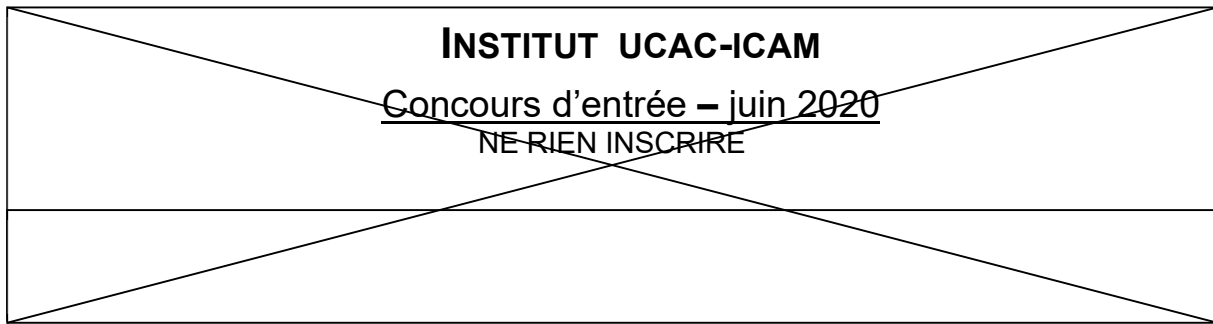 INSTITUT UCAC-ICAM
Concours d’entrée – juin 2020
NE RIEN INSCRIRE